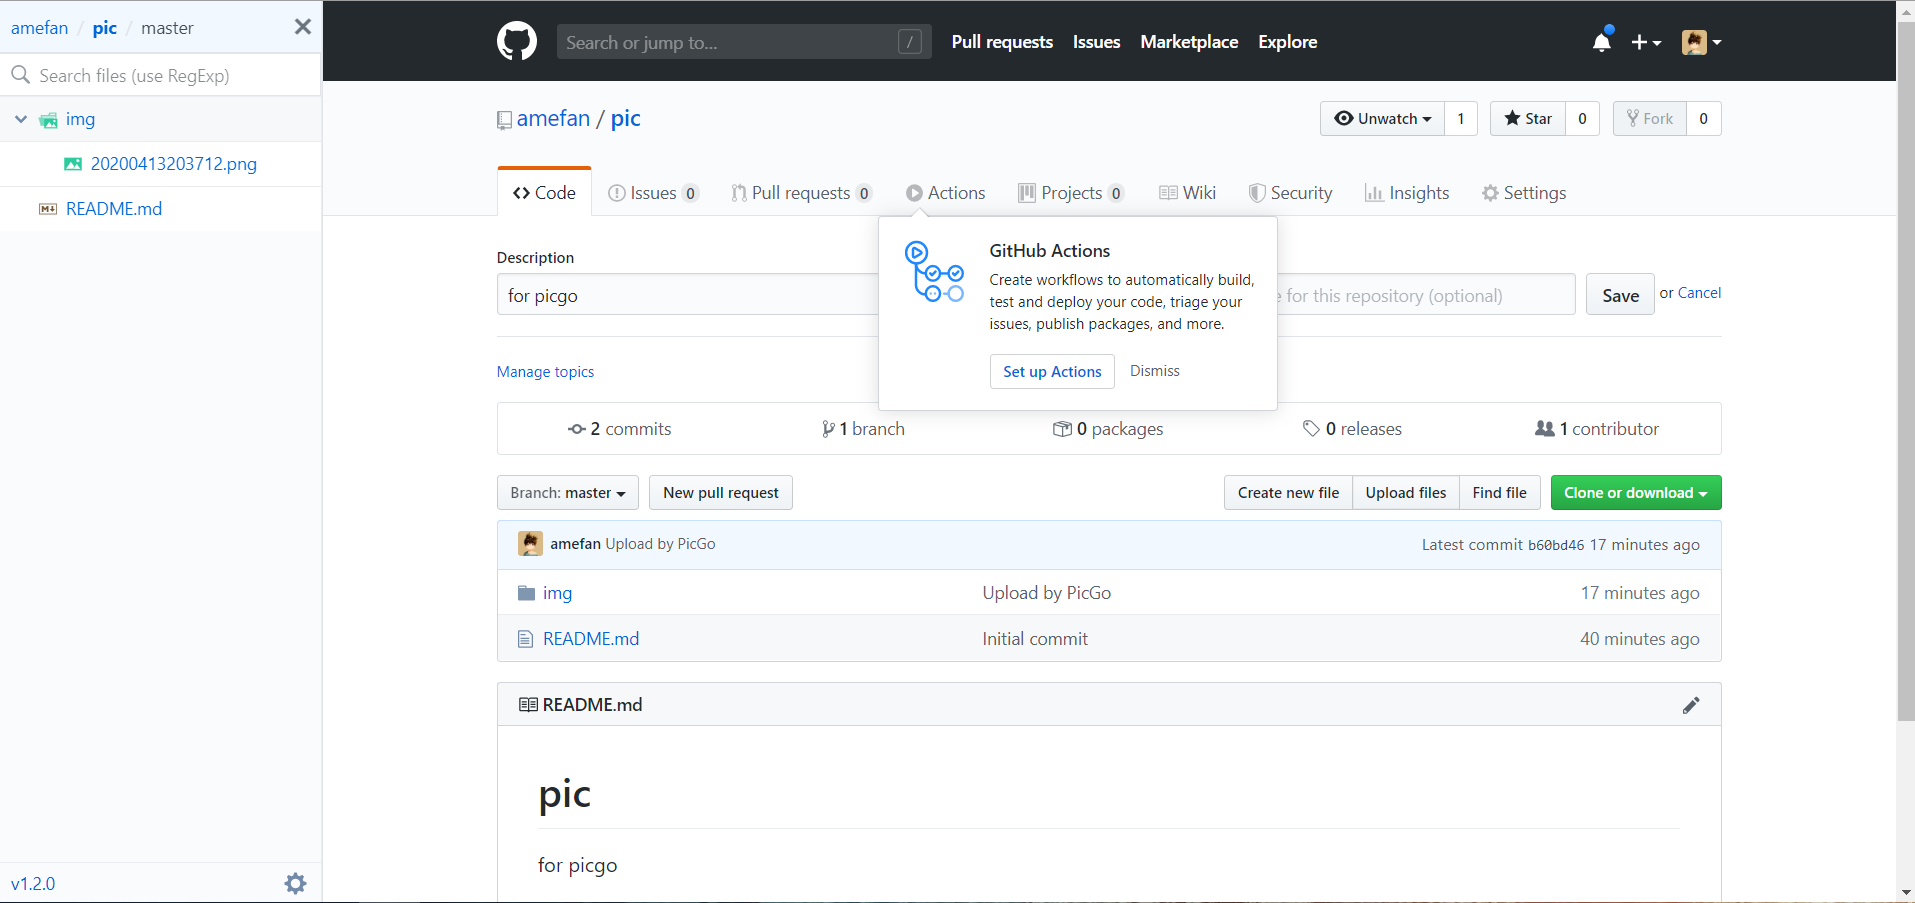 amefan / pic / master
Search files (use RegExp)
img
20200413203712.png
README.md
v1.2.0
Search or jump to... /
Pull requests Issues Marketplace Explore
amefan / pic
Unwatch 1 Star 0 Fork 0
Code Issues 0 Pull requests 0 Actions Projects 0 Wiki Security Insights Settings
GitHub Actions
Create workflows to automatically build,
test and deploy your code, triage your
issues, publish packages, and more.
Set up Actions Dismiss
Description
for picgo
for this repository (optional)
Save or Cancel
Manage topics
2 commits 1 branch 0 packages 0 releases 1 contributor
Branch: master New pull request Create new file Upload files Find file Clone or download
amefan Upload by PicGo Latest commit b60bd46 17 minutes ago
img Upload by PicGo 17 minutes ago
README.md Initial commit 40 minutes ago
README.md
pic
for picgo